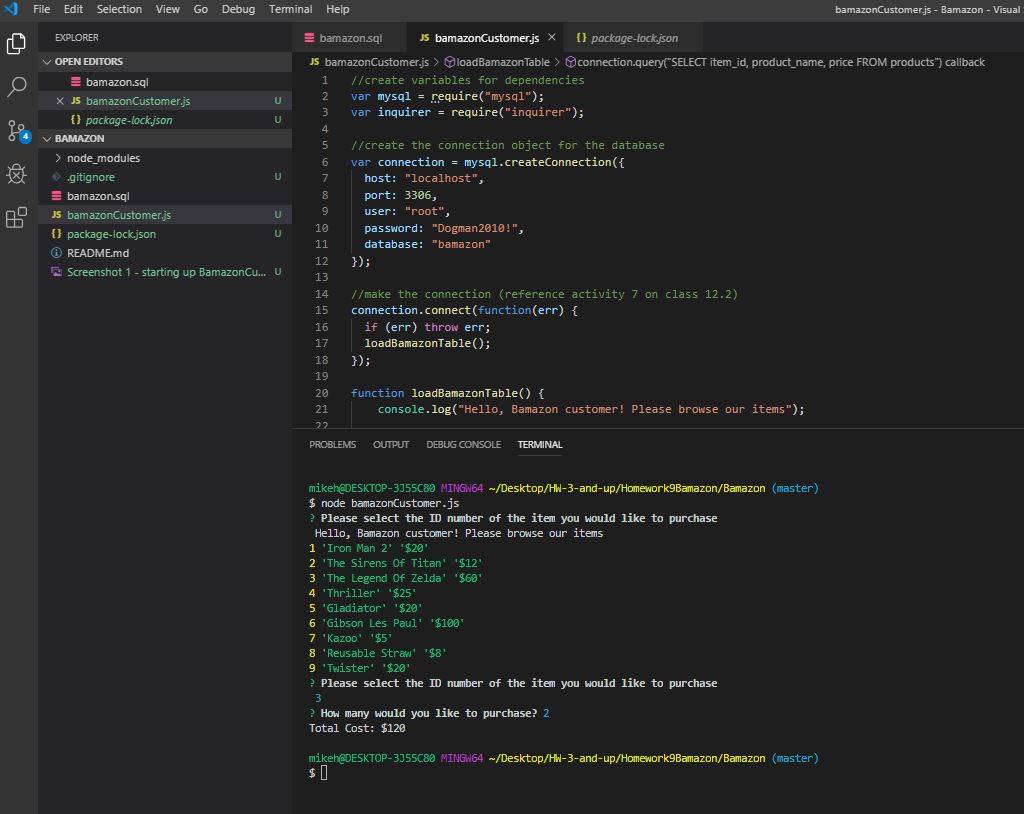 File Edit Selection View Go Debug Terminal Help bamazonCustomer.js - Bamazon - Visual
EXPLORER
OPEN EDITORS
bamazon.sql
JS bamazonCustomer.js U
{} package-lock.json U
4
BAMAZON
node_modules
.gitignore U
bamazon.sql
JS bamazonCustomer.js U
{} package-lock.json U
README.md
Screenshot 1 - starting up BamazonCu... U
bamazon.sql JS bamazonCustomer.js {} package-lock.json
JS bamazonCustomer.js > loadBamazonTable > connection.query("SELECT item_id, product_name, price FROM products") callback
1 //create variables for dependencies
2 var mysql = require("mysql");
3 var inquirer = require("inquirer");
4
5 //create the connection object for the database
6 var connection = mysql.createConnection({
7 host: "localhost",
8 port: 3306,
9 user: "root",
10 password: "Dogman2010!",
11 database: "bamazon"
12 });
13
14 //make the connection (reference activity 7 on class 12.2)
15 connection.connect(function(err) {
16 if (err) throw err;
17 loadBamazonTable();
18 });
19
20 function loadBamazonTable() {
21 console.log("Hello, Bamazon customer! Please browse our items");
22
PROBLEMS OUTPUT DEBUG CONSOLE TERMINAL
mikeh@DESKTOP-3J55C80 MINGW64 ~/Desktop/HW-3-and-up/Homework9Bamazon/Bamazon (master)
$ node bamazonCustomer.js
? Please select the ID number of the item you would like to purchase
Hello, Bamazon customer! Please browse our items
1 'Iron Man 2' '$20'
2 'The Sirens Of Titan' '$12'
3 'The Legend Of Zelda' '$60'
4 'Thriller' '$25'
5 'Gladiator' '$20'
6 'Gibson Les Paul' '$100'
7 'Kazoo' '$5'
8 'Reusable Straw' '$8'
9 'Twister' '$20'
? Please select the ID number of the item you would like to purchase
3
? How many would you like to purchase? 2
Total Cost: $120
mikeh@DESKTOP-3J55C80 MINGW64 ~/Desktop/HW-3-and-up/Homework9Bamazon/Bamazon (master)
$